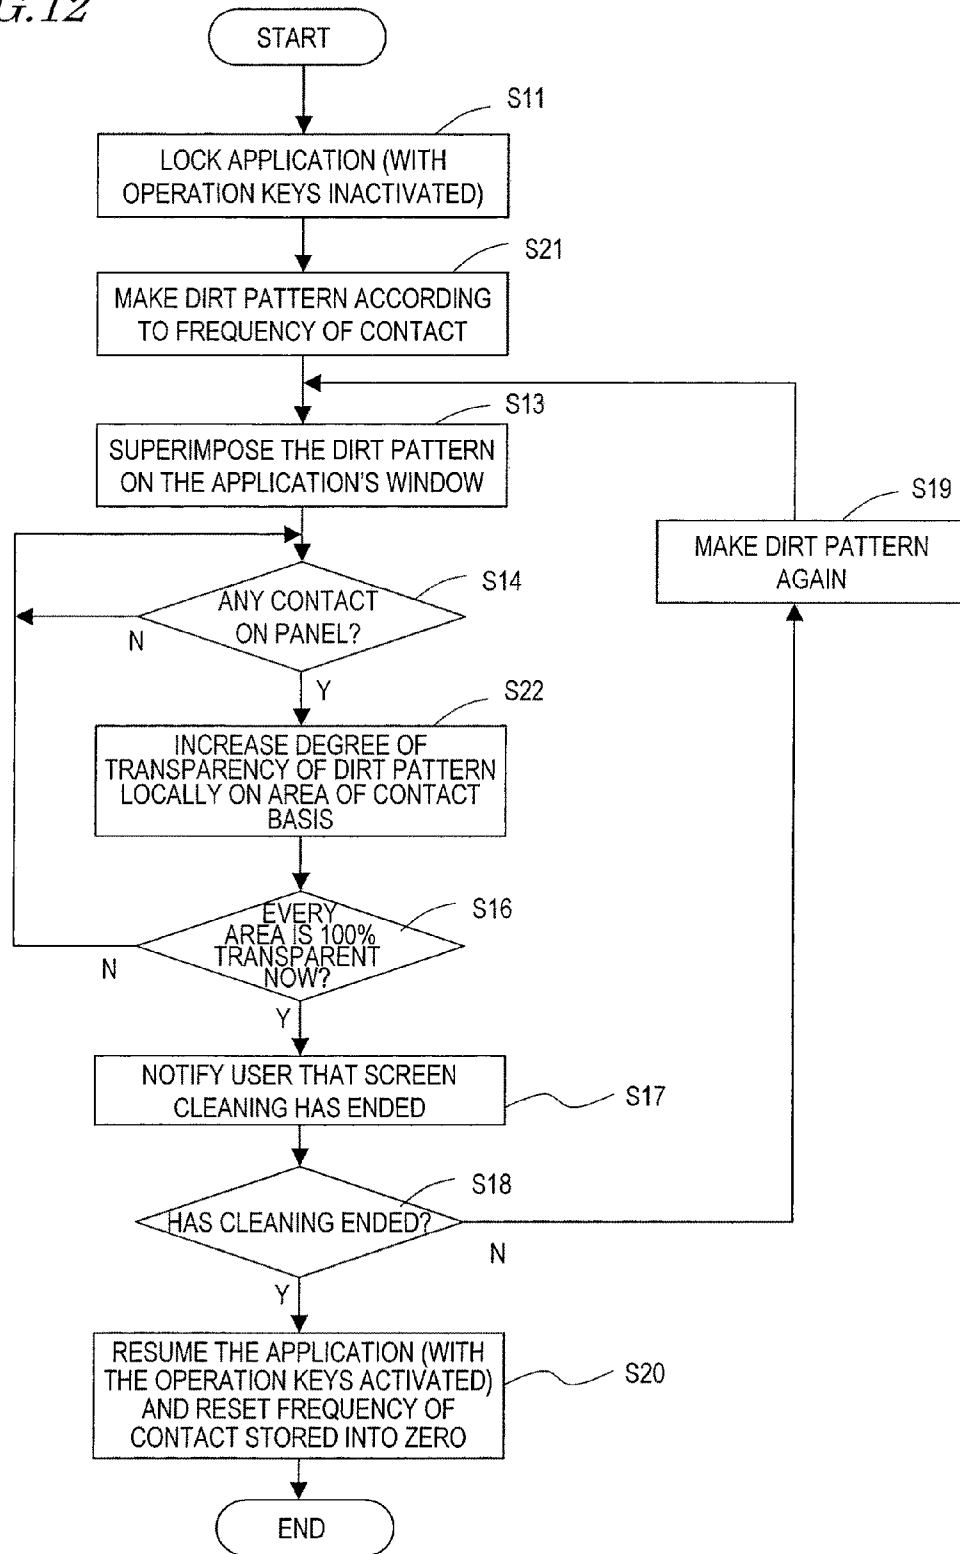 G.12
START
S11
LOCK APPLICATION (WITH
OPERATION KEYS INACTIVATED)
S21
MAKE DIRT PATTERN ACCORDING
TO FREQUENCY OF CONTACT
S13
SUPERIMPOSE THE DIRT PATTERN
ON THE APPLICATION'S WINDOW
S19
MAKE DIRT PATTERN
AGAIN
S14
ANY CONTACT
ON PANEL?
N
Y
S22
INCREASE DEGREE OF
TRANSPARENCY OF DIRT PATTERN
LOCALLY ON AREA OF CONTACT
BASIS
S16
EVERY
AREA IS 100%
TRANSPARENT
NOW?
N
Y
NOTIFY USER THAT SCREEN
CLEANING HAS ENDED
S17
S18
HAS CLEANING ENDED?
N
Y
RESUME THE APPLICATION (WITH
THE OPERATION KEYS ACTIVATED)
AND RESET FREQUENCY OF
CONTACT STORED INTO ZERO
S20
END